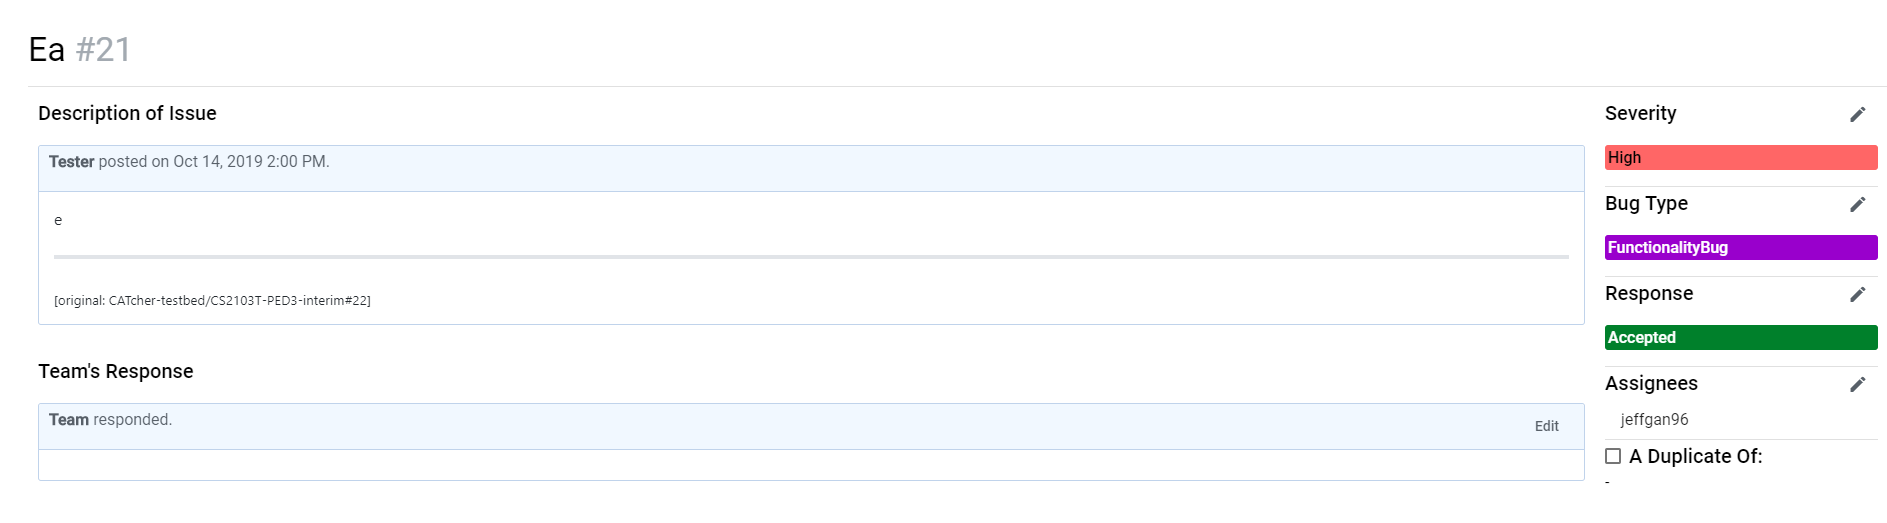 Ea #21
Description of Issue
Tester posted on Oct 14, 2019 2:00 PM.
e
[original: CATcher-testbed/CS2103T-PED3-interim#22]
Team's Response
Team responded.
Edit
Severity
High
Bug Type
FunctionalityBug
Response
Accepted
Assignees
jeffgan96
A Duplicate Of:
-